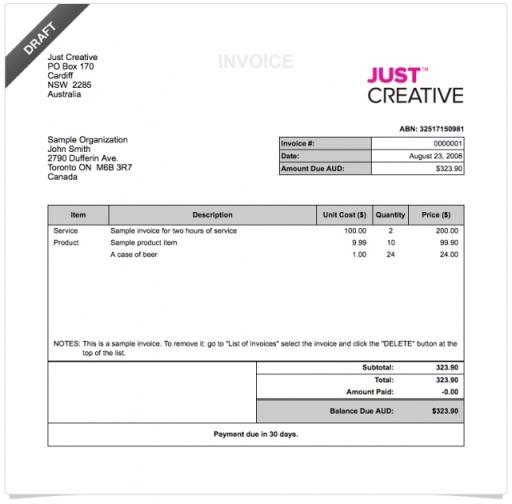 DRAFT
Just Creative
PO Box 170
Cardiff
NSW 2285
Australia
INVOICE
JUST™
CREATIVE
ABN: 32517150981
Sample Organization
John Smith
2790 Dufferin Ave.
Toronto ON M6B 3R7
Canada
Invoice #: 0000001
Date: August 23, 2008
Amount Due AUD: $323.90
Item Description Unit Cost ($) Quantity Price ($)
Service Sample invoice for two hours of service 100.00 2 200.00
Product Sample product item 9.99 10 99.90
A case of beer 1.00 24 24.00
NOTES: This is a sample invoice. To remove it: go to "List of Invoices" select the invoice and click the "DELETE" button at the
top of the list.
Subtotal: 323.90
Total: 323.90
Amount Paid: -0.00
Balance Due AUD: $323.90
Payment due in 30 days.